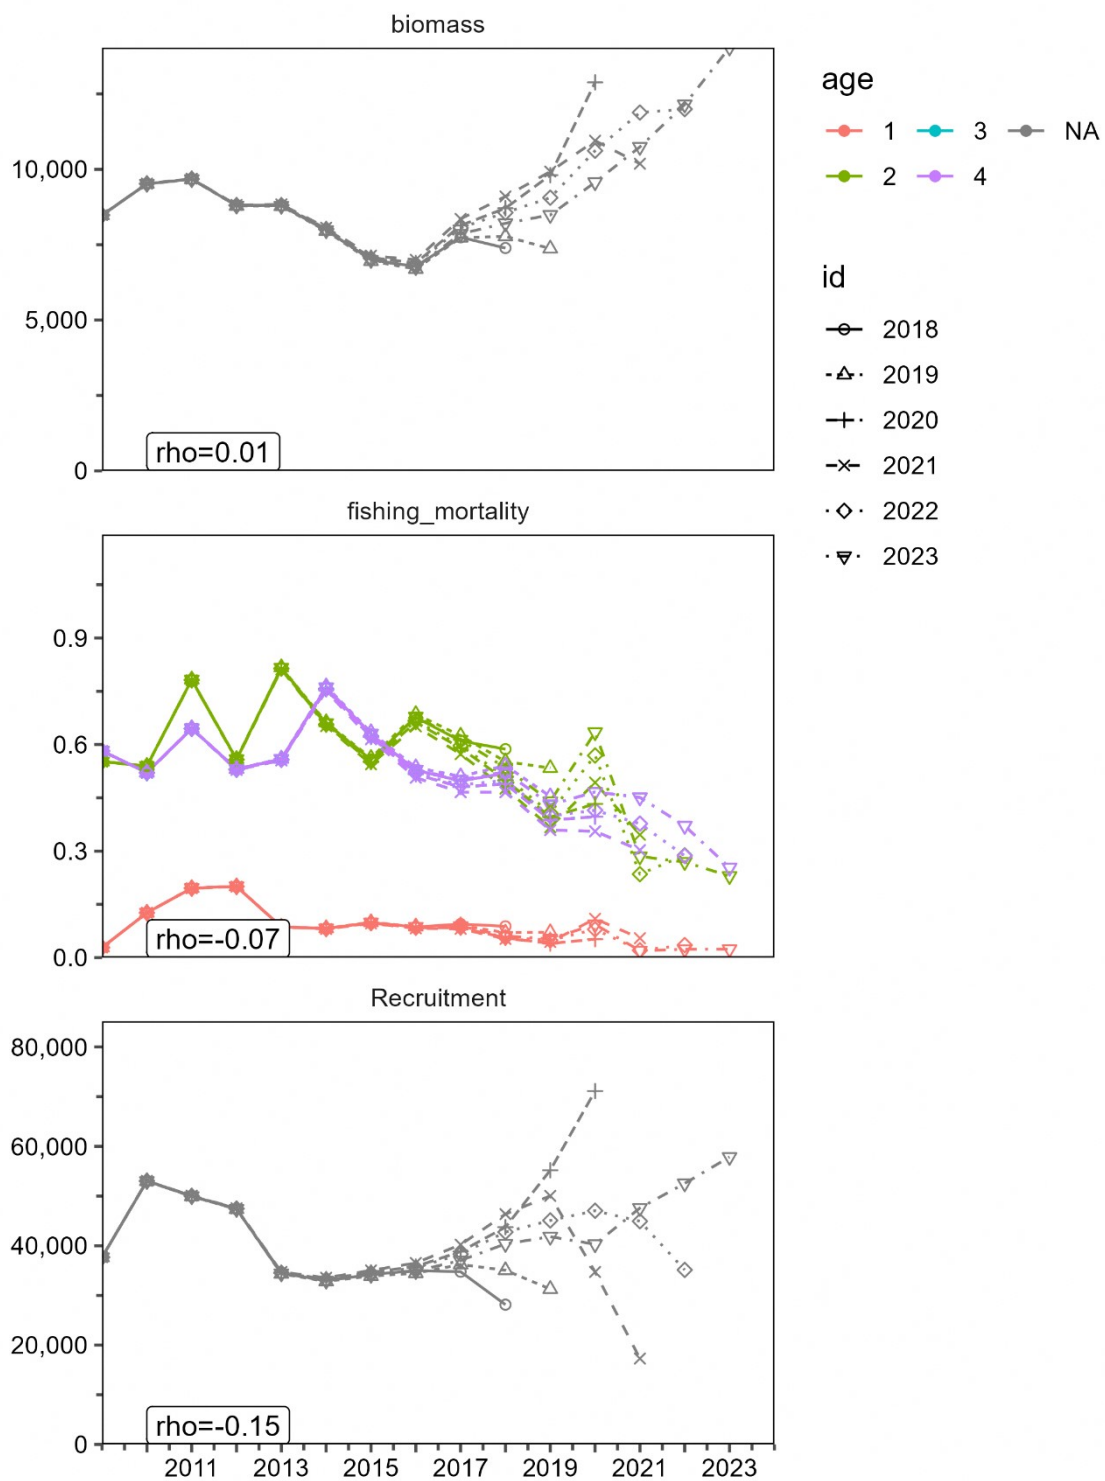 biomass
10,000
5,000
0
rho=0.01
fishing_mortality
0.9
0.6
0.3
0.0
rho=-0.07
Recruitment
80,000
60,000
40,000
20,000
0
rho=-0.15
2011 2013 2015 2017 2019 2021 2023
age
1 3 NA
2 4
id
2018
2019
2020
2021
2022
2023